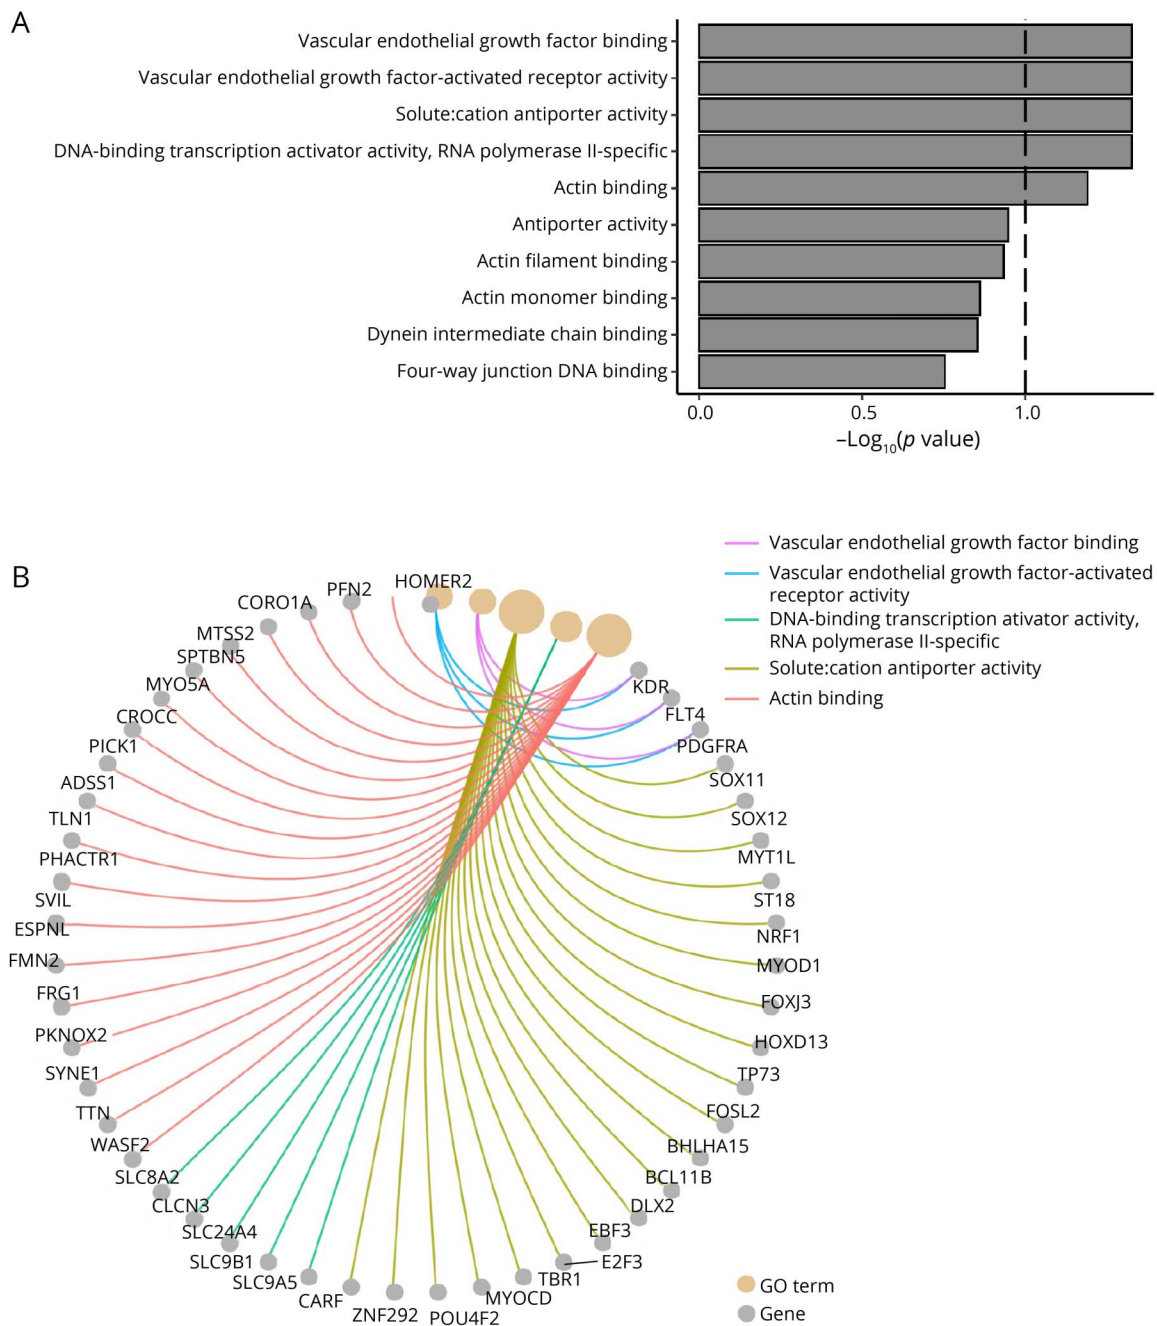 A
Vascular endothelial growth factor binding
Vascular endothelial growth factor-activated receptor activity
Solute:cation antiporter activity
DNA-binding transcription activator activity, RNA polymerase II-specific
Actin binding
Antiporter activity
Actin filament binding
Actin monomer binding
Dynein intermediate chain binding
Four-way junction DNA binding
0.0 0.5 1.0
–Log10(p value)
B
Vascular endothelial growth factor binding
Vascular endothelial growth factor-activated
receptor activity
DNA-binding transcription ativator activity,
RNA polymerase II-specific
Solute:cation antiporter activity
Actin binding
HOMER2
PFN2
CORO1A
MTSS2
SPTBN5
MYO5A
CROCC
PICK1
ADSS1
TLN1
PHACTR1
SVIL
ESPNL
FMN2
FRG1
PKNOX2
SYNE1
TTN
WASF2
SLC8A2
CLCN3
SLC24A4
SLC9B1
SLC9A5
CARF
ZNF292
POU4F2
MYOCD
TBR1
E2F3
EBF3
DLX2
BCL11B
BHLHA15
FOSL2
TP73
HOXD13
FOXJ3
MYOD1
NRF1
ST18
MYT1L
SOX12
SOX11
PDGFRA
FLT4
KDR
GO term
Gene